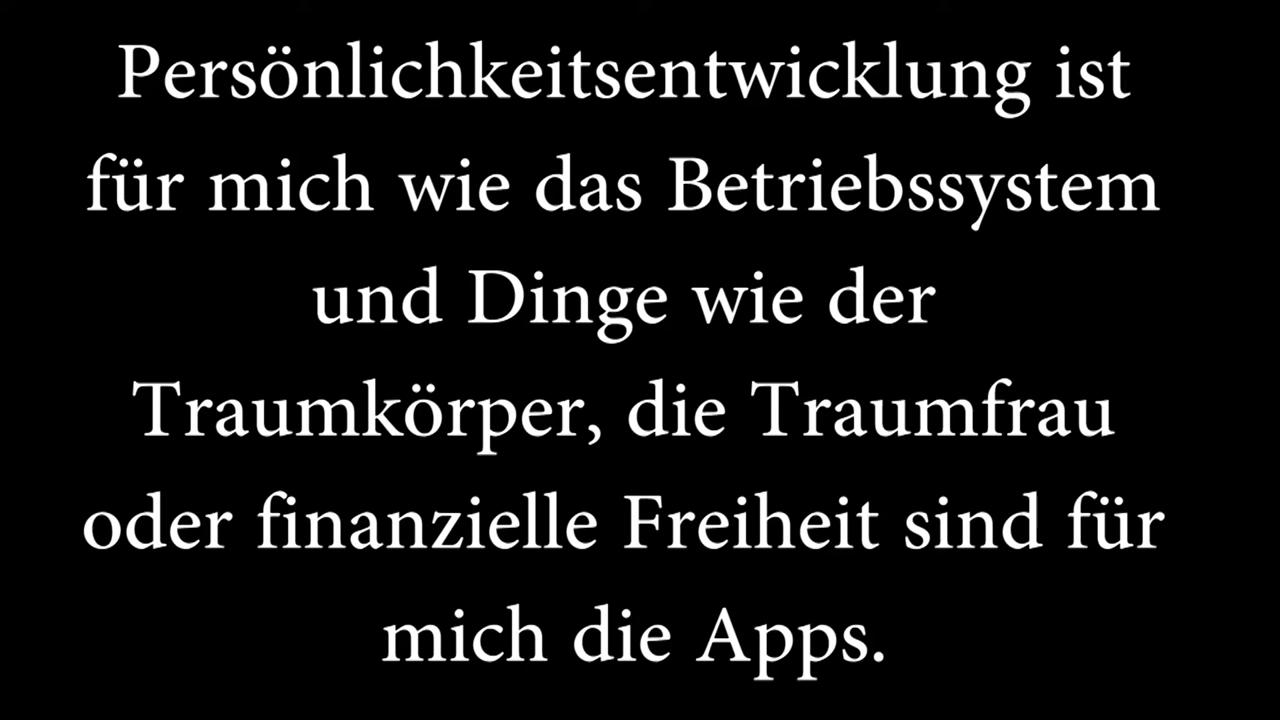 Persönlichkeitsentwicklung ist
für mich wie das Betriebssystem
und Dinge wie der
Traumkörper, die Traumfrau
oder finanzielle Freiheit sind für
mich die Apps.